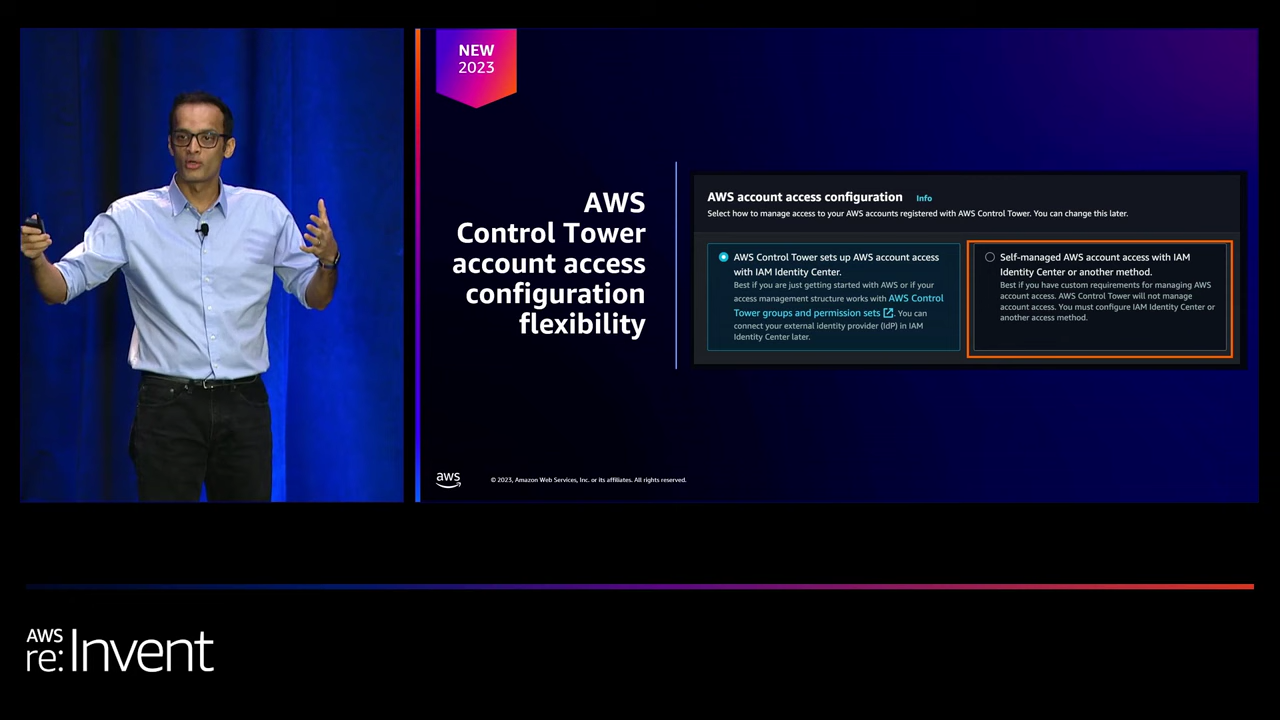 NEW
2023
AWS
Control Tower
account access
configuration
flexibility
AWS account access configuration Info
Select how to manage access to your AWS accounts registered with AWS Control Tower. You can change this later.
AWS Control Tower sets up AWS account access
with IAM Identity Center.
Best if you are just getting started with AWS or if your
access management structure works with AWS Control
Tower groups and permission sets. You can
connect your external identity provider (IdP) in IAM
Identity Center later.
Self-managed AWS account access with IAM
Identity Center or another method.
Best if you have custom requirements for managing AWS
account access. AWS Control Tower will not manage
account access. You must configure IAM Identity Center or
another access method.
aws
© 2023, Amazon Web Services, Inc. or its affiliates. All rights reserved.
AWS
re:Invent